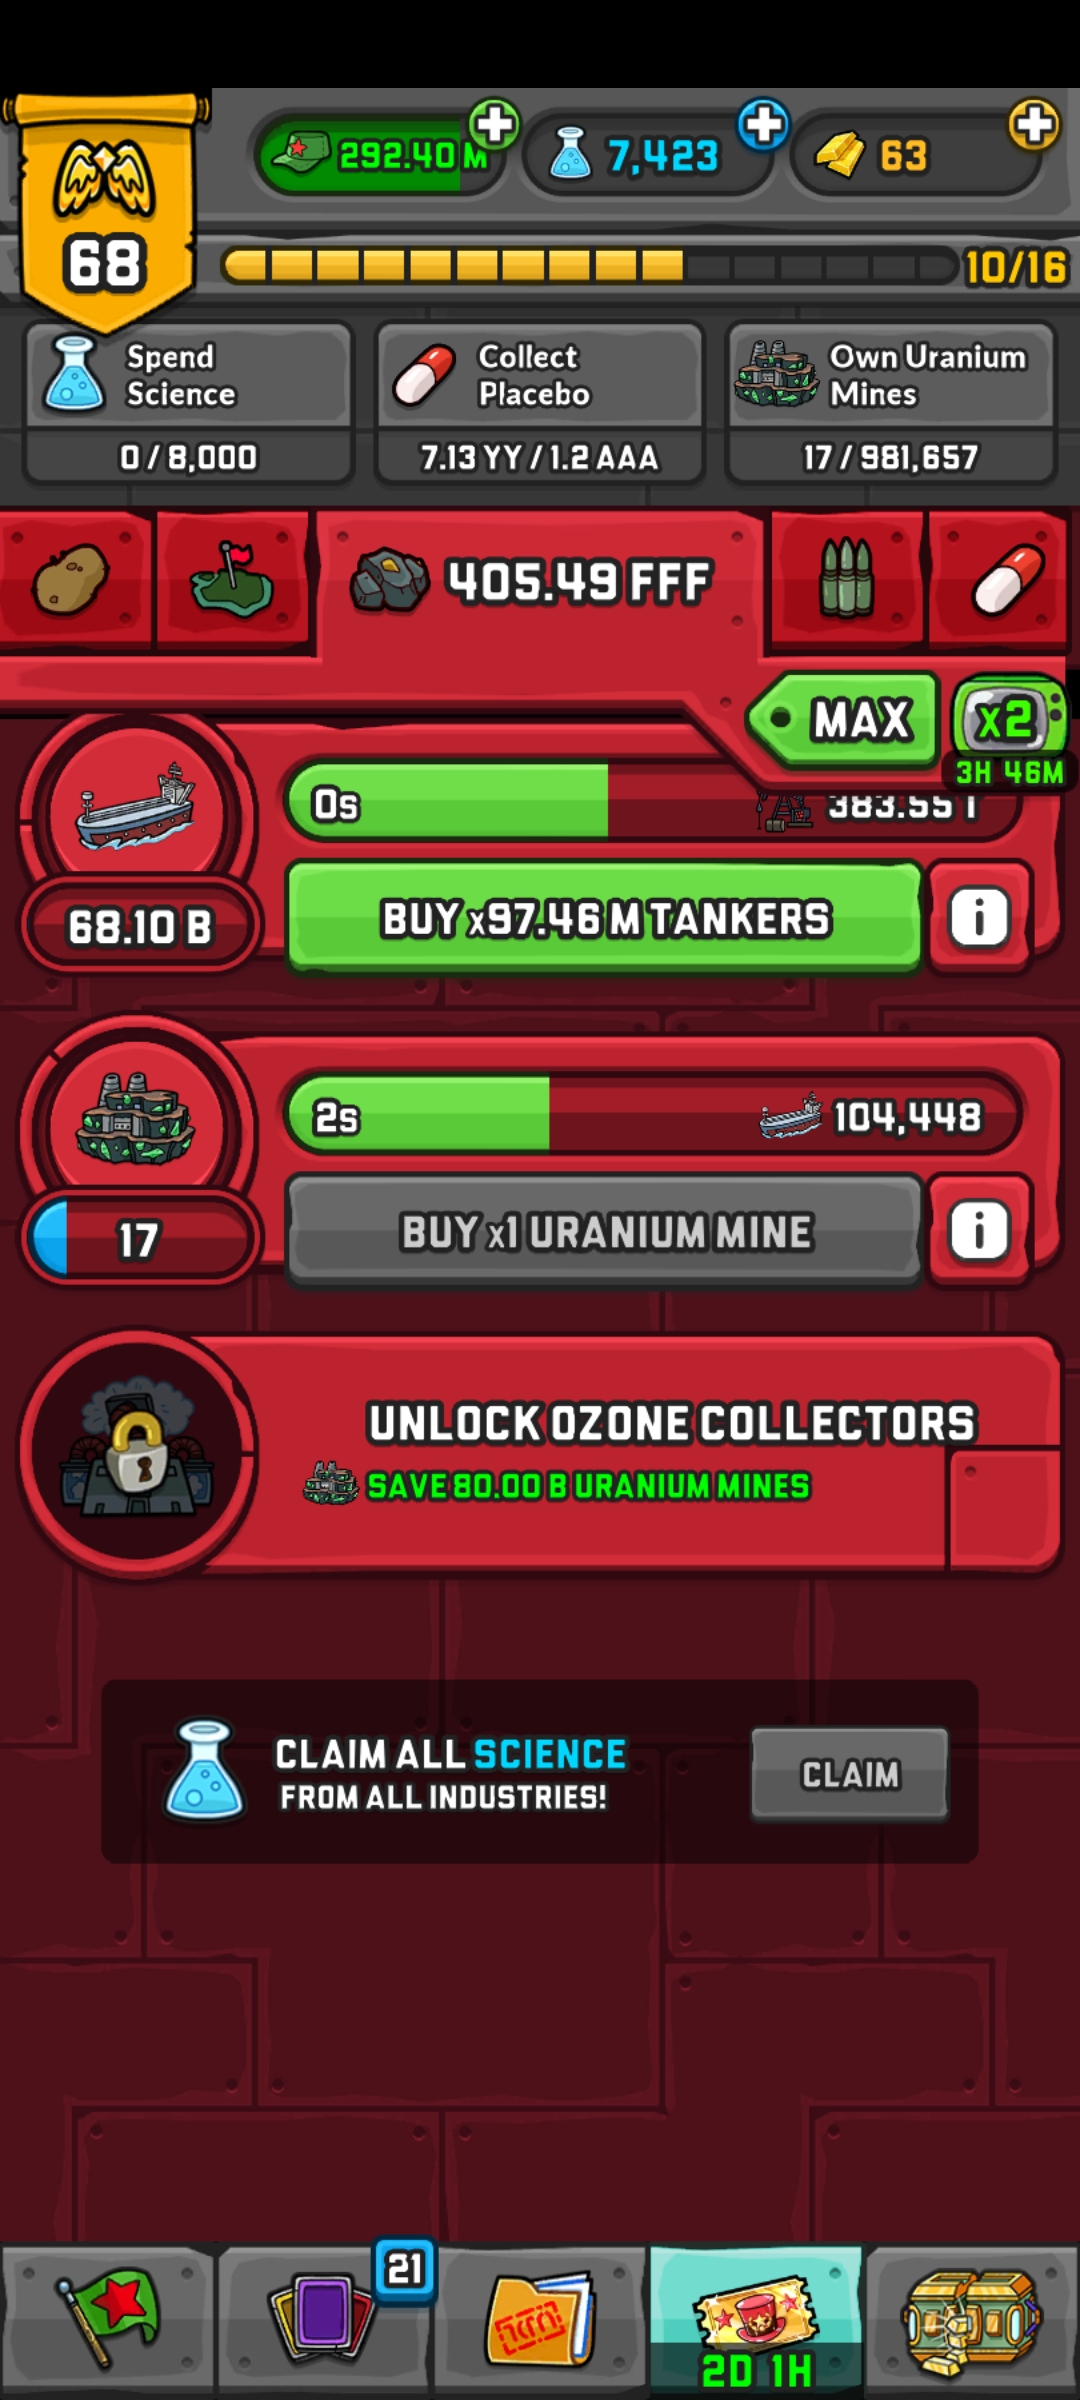 292.40 M
7,423
63
68
10/16
Spend
Science
0 / 8,000
Collect
Placebo
7.13 YY / 1.2 AAA
Own Uranium
Mines
17 / 981,657
405.49 FFF
MAX
x2
3H 46M
0s
383.55 T
68.10 B
BUY x97.46 M TANKERS
i
2s
104,448
17
BUY x1 URANIUM MINE
i
UNLOCK OZONE COLLECTORS
SAVE 80.00 B URANIUM MINES
CLAIM ALL SCIENCE
FROM ALL INDUSTRIES!
CLAIM
21
2D 1H